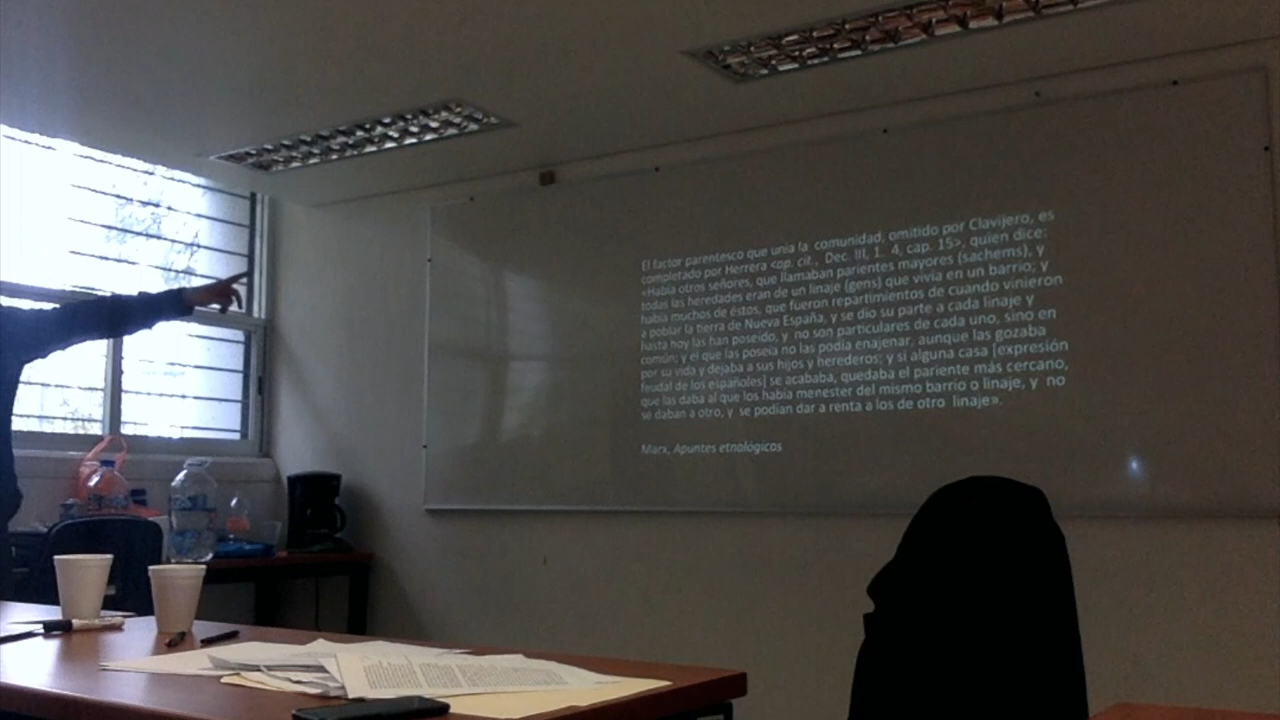 El factor parentesco que unía la comunidad, omitido por Clavijero, es
completado por Herrera <op. cit., Dec. III, 1. 4, cap. 15>, quien dice:
«Había otros señores, que llamaban parientes mayores (sachems), y
todas las heredades eran de un linaje (gens) que vivía en un barrio, y
había muchos de éstos, que fueron repartimientos de cuando vinieron
a poblar la tierra de Nueva España, y se dio su parte a cada linaje y
hasta hoy las han poseído, y no son particulares de cada uno, sino en
común; y el que las poseía no las podía enajenar, aunque las gozaba
por su vida y dejaba a sus hijos y herederos; y si alguna casa [expresión
feudal de los españoles] se acababa, quedaba el pariente más cercano,
que las daba al que los había menester del mismo barrio o linaje, y no
se daban a otro, y se podían dar a renta a los de otro linaje».
Marx, Apuntes etnológicos